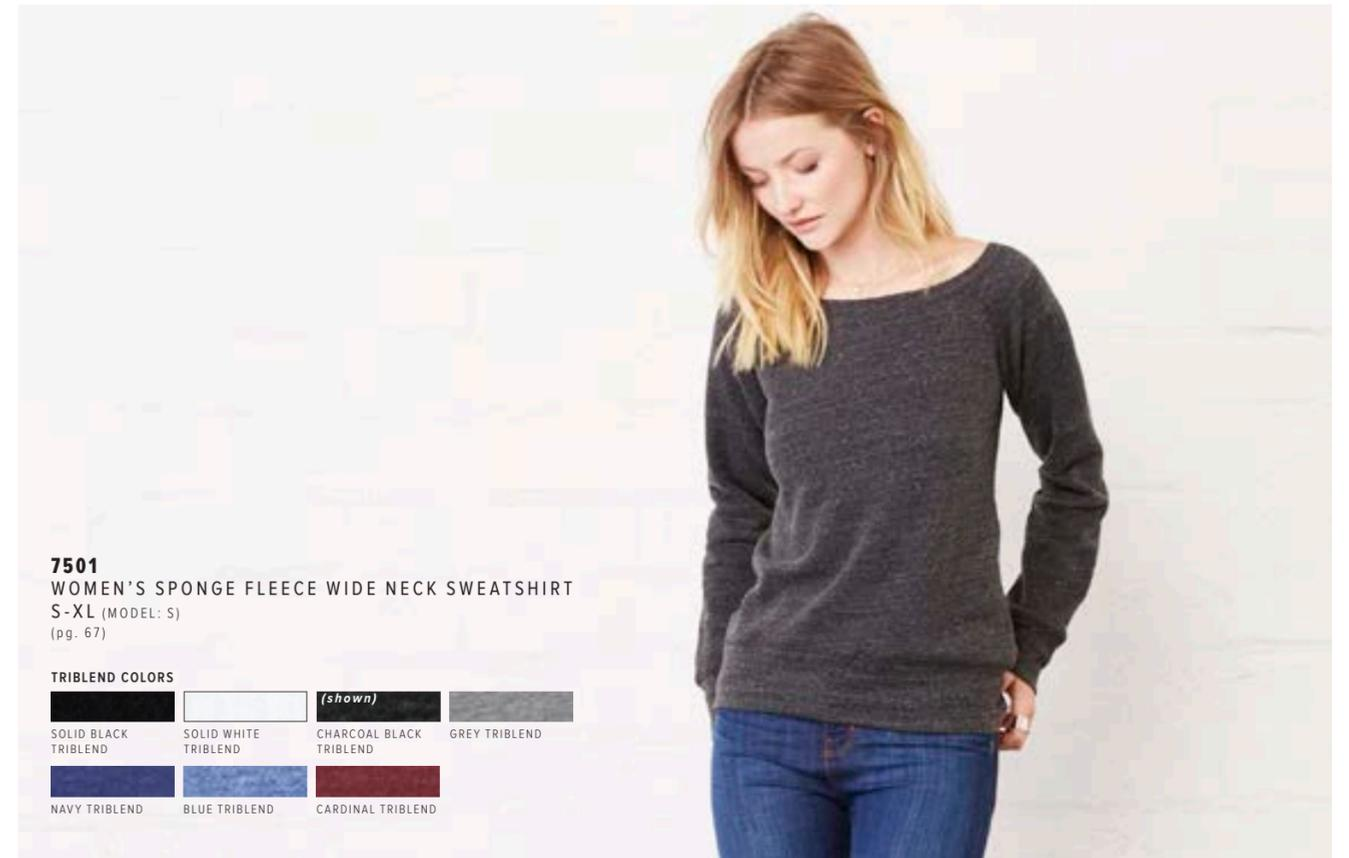 7501
WOMEN'S SPONGE FLEECE WIDE NECK SWEATSHIRT
S-XL (MODEL: S)
(pg. 67)
TRIBLEND COLORS
(shown)
SOLID BLACK
TRIBLEND
SOLID WHITE
TRIBLEND
CHARCOAL BLACK
TRIBLEND
GREY TRIBLEND
NAVY TRIBLEND
BLUE TRIBLEND
CARDINAL TRIBLEND